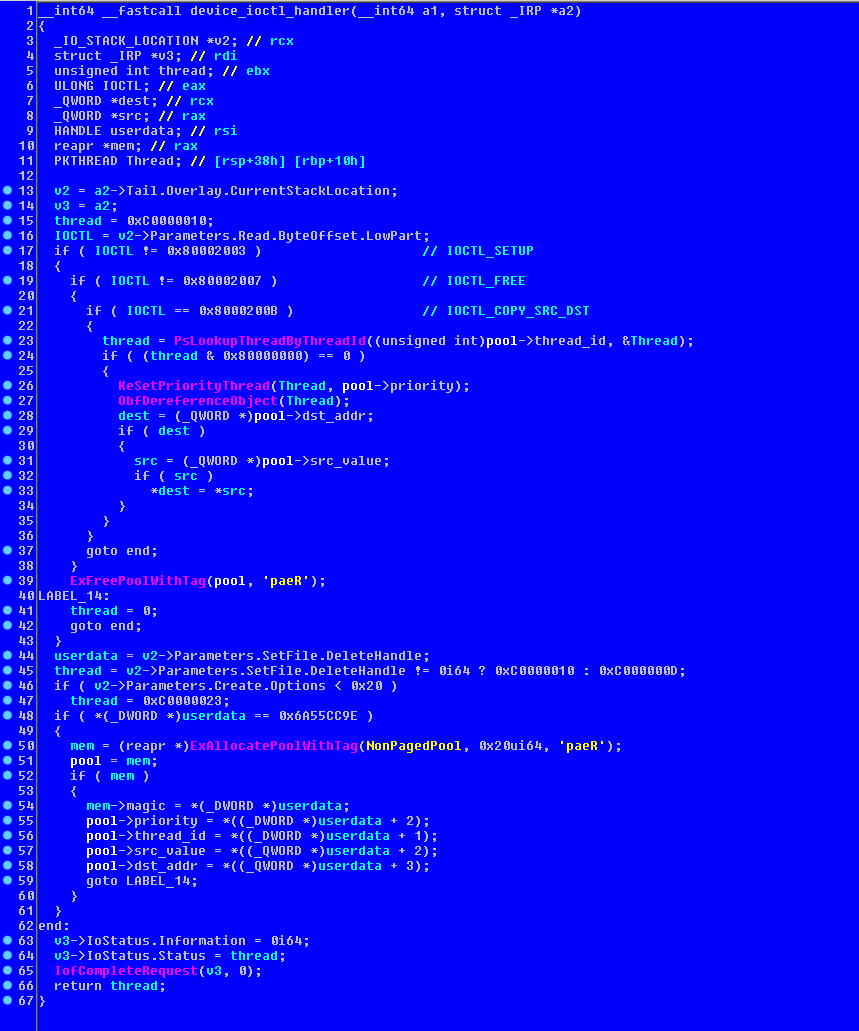 1 __int64 __fastcall device_ioctl_handler(__int64 a1, struct _IRP *a2)
2 {
3 _IO_STACK_LOCATION *v2; // rcx
4 struct _IRP *v3; // rdi
5 unsigned int thread; // ebx
6 ULONG IOCTL; // eax
7 _QWORD *dest; // rcx
8 _QWORD *src; // rax
9 HANDLE userdata; // rsi
10 reapr *mem; // rax
11 PKTHREAD Thread; // [rsp+38h] [rbp+10h]
12
13 v2 = a2->Tail.Overlay.CurrentStackLocation;
14 v3 = a2;
15 thread = 0xC0000010;
16 IOCTL = v2->Parameters.Read.ByteOffset.LowPart;
17 if ( IOCTL != 0x80002003 ) // IOCTL_SETUP
18 {
19 if ( IOCTL != 0x80002007 ) // IOCTL_FREE
20 {
21 if ( IOCTL == 0x8000200B ) // IOCTL_COPY_SRC_DST
22 {
23 thread = PsLookupThreadByThreadId((unsigned int)pool->thread_id, &Thread);
24 if ( (thread & 0x80000000) == 0 )
25 {
26 KeSetPriorityThread(Thread, pool->priority);
27 ObfDereferenceObject(Thread);
28 dest = (_QWORD *)pool->dst_addr;
29 if ( dest )
30 {
31 src = (_QWORD *)pool->src_value;
32 if ( src )
33 *dest = *src;
34 }
35 }
36 }
37 goto end;
38 }
39 ExFreePoolWithTag(pool, 'paeR');
40 LABEL_14:
41 thread = 0;
42 goto end;
43 }
44 userdata = v2->Parameters.SetFile.DeleteHandle;
45 thread = v2->Parameters.SetFile.DeleteHandle != 0i64 ? 0xC0000010 : 0xC000000D;
46 if ( v2->Parameters.Create.Options < 0x20 )
47 thread = 0xC0000023;
48 if ( *(_DWORD *)userdata == 0x6A55CC9E )
49 {
50 mem = (reapr *)ExAllocatePoolWithTag(NonPagedPool, 0x20ui64, 'paeR');
51 pool = mem;
52 if ( mem )
53 {
54 mem->magic = *(_DWORD *)userdata;
55 pool->priority = *((_DWORD *)userdata + 2);
56 pool->thread_id = *((_DWORD *)userdata + 1);
57 pool->src_value = *((_QWORD *)userdata + 2);
58 pool->dst_addr = *((_QWORD *)userdata + 3);
59 goto LABEL_14;
60 }
61 }
62 end:
63 v3->IoStatus.Information = 0i64;
64 v3->IoStatus.Status = thread;
65 IofCompleteRequest(v3, 0);
66 return thread;
67 }